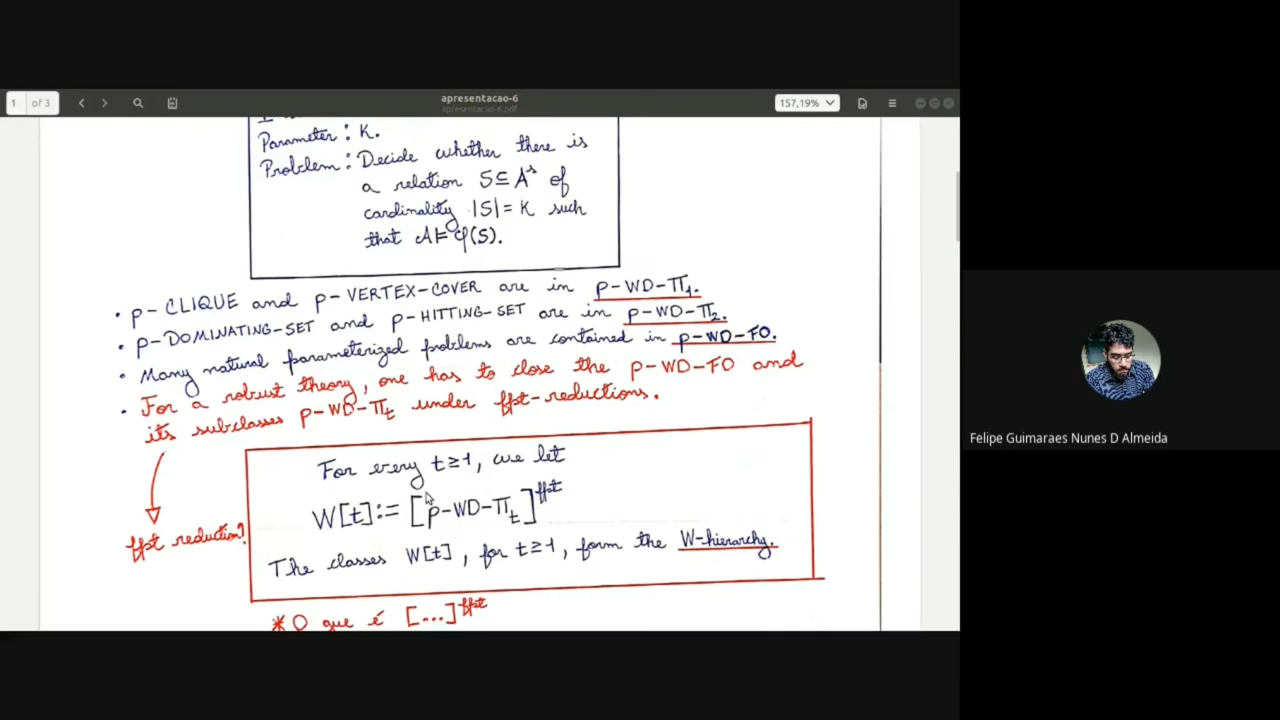 1 of 3
apresentacao-6
apresentacao-6.pdf
157,19%
Parameter: K.
Problem: Decide whether there is
a relation S ⊆ A^s of
cardinality |S| = K such
that A ⊨ φ(S).
• p-CLIQUE and p-VERTEX-COVER are in p-WD-Π₁.
• p-DOMINATING-SET and p-HITTING-SET are in p-WD-Π₂.
• Many natural parameterized problems are contained in p-WD-FO.
• For a robust theory, one has to close the p-WD-FO and
its subclasses p-WD-Πt under fpt-reductions.
fpt reduction?
For every t≥1, we let
W[t] := [p-WD-Πt]^fpt
The classes W[t], for t≥1, form the W-hierarchy.
* O que é [...]^fpt
Felipe Guimaraes Nunes D Almeida